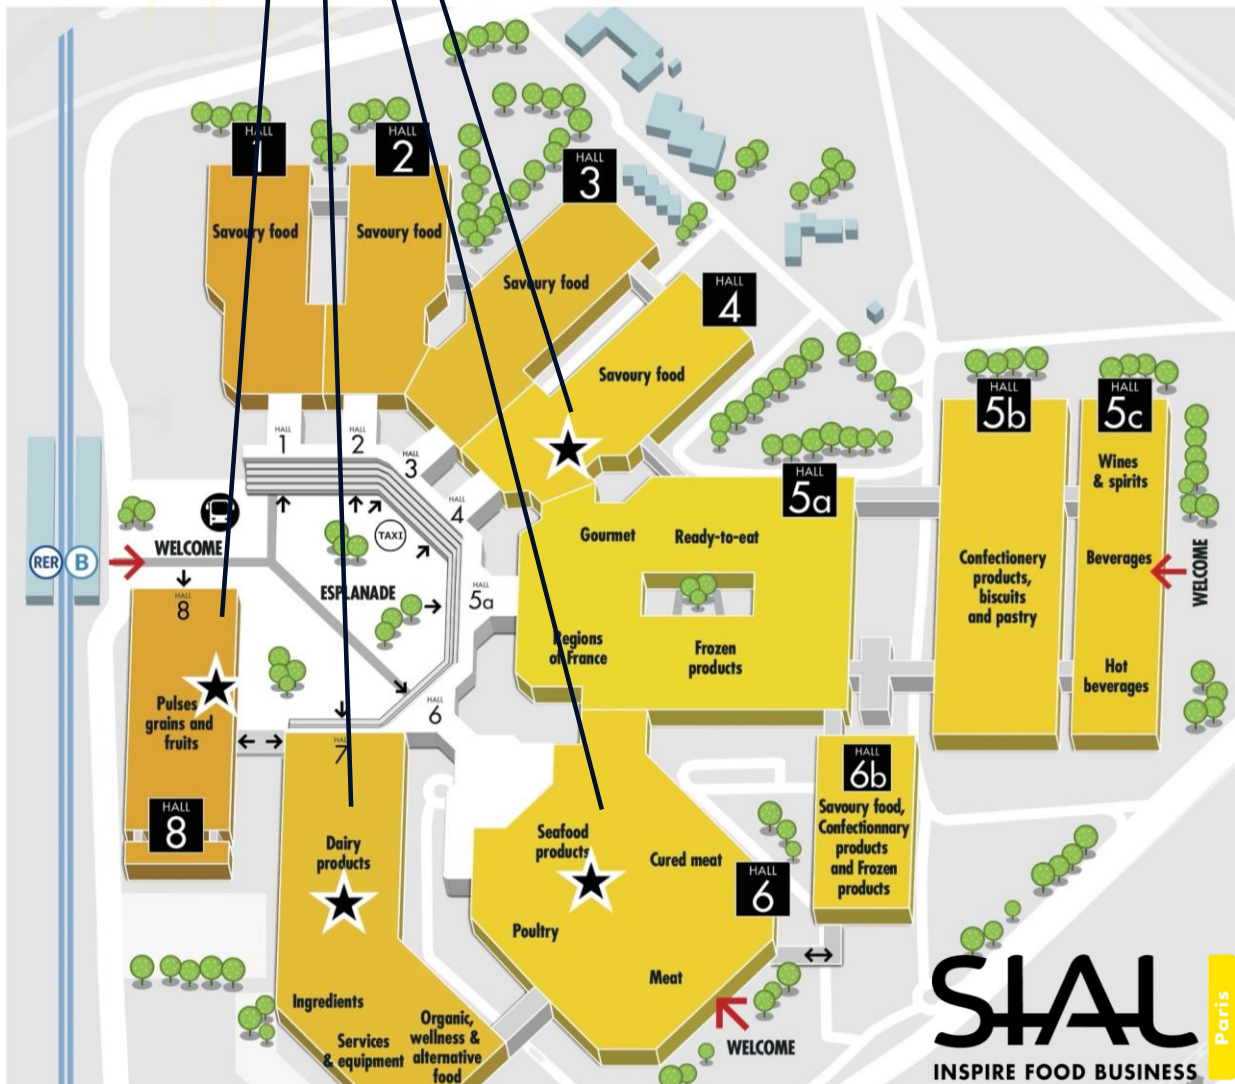 HALL
1
HALL
2
HALL
3
HALL
4
Savoury food
Savoury food
Savoury food
Savoury food
HALL
5a
HALL
5b
HALL
5c
Wines
& spirits
Beverages
Hot
beverages
WELCOME
Confectionery
products,
biscuits
and pastry
Gourmet
Ready-to-eat
Regions
of France
Frozen
products
HALL
1
HALL
2
HALL
3
HALL
4
HALL
5a
HALL
6
HALL
7
HALL
8
TAXI
ESPLANADE
WELCOME
RER
B
Pulses
grains and
fruits
HALL
8
Dairy
products
Ingredients
Services
& equipment
Organic,
wellness &
alternative
food
Seafood
products
Cured meat
Poultry
Meat
HALL
6
HALL
6b
Savoury food,
Confectionnary
products
and Frozen
products
WELCOME
SIAL
Paris
INSPIRE FOOD BUSINESS